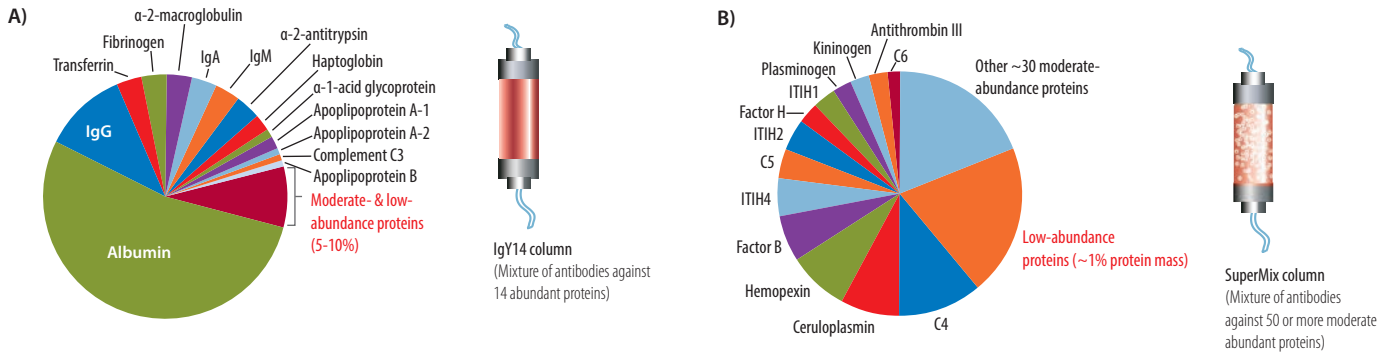 A)
α-2-macroglobulin
Fibrinogen
Transferrin
IgA
IgM
α-2-antitrypsin
Haptoglobin
α-1-acid glycoprotein
Apoplipoprotein A-1
Apoplipoprotein A-2
Complement C3
Apoplipoprotein B
Moderate- & low-
abundance proteins
(5-10%)
IgG
Albumin
IgY14 column
(Mixture of antibodies against
14 abundant proteins)
B)
Antithrombin III
Kininogen
C6
Plasminogen
ITIH1
Factor H
ITIH2
C5
ITIH4
Factor B
Hemopexin
Ceruloplasmin
C4
Other ~30 moderate-
abundance proteins
Low-abundance
proteins (~1% protein mass)
SuperMix column
(Mixture of antibodies
against 50 or more moderate
abundant proteins)